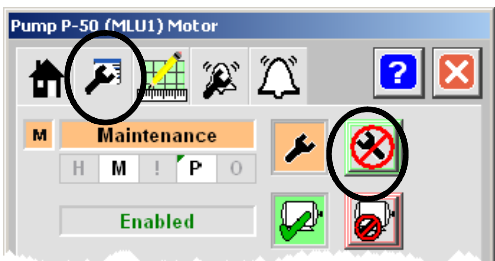 Pump P-50 (MLU1) Motor
?
M Maintenance
H M ! P O
Enabled